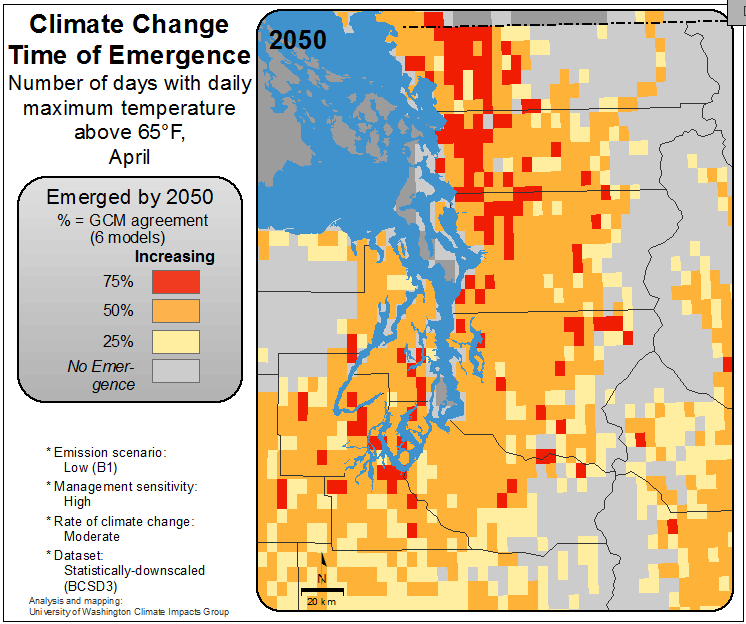 Climate Change
Time of Emergence
Number of days with daily
maximum temperature
above 65°F,
April
2050
Emerged by 2050
% = GCM agreement
(6 models)
Increasing
75%
50%
25%
No Emer-
gence
* Emission scenario:
Low (B1)
* Management sensitivity:
High
* Rate of climate change:
Moderate
* Dataset:
Statistically-downscaled
(BCSD3)
Analysis and mapping:
University of Washington Climate Impacts Group
N
20 km